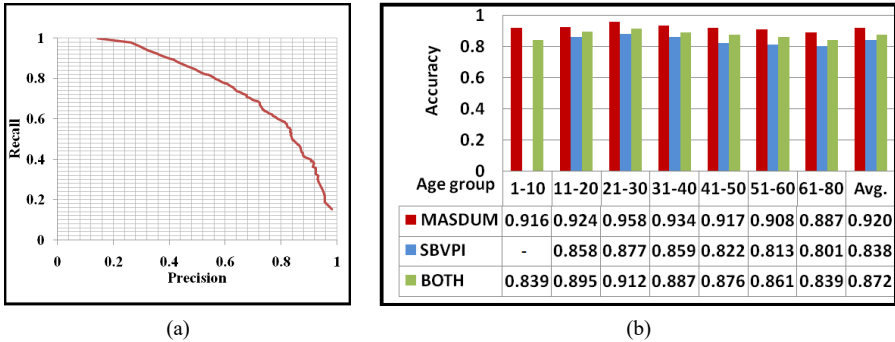 1
0.8
0.6
0.4
0.2
0
Recall
0 0.2 0.4 0.6 0.8 1
Precision
(a)
1
0.8
0.6
0.4
0.2
0
Accuracy
Age group 1-10 11-20 21-30 31-40 41-50 51-60 61-80 Avg.
MASDUM 0.916 0.924 0.958 0.934 0.917 0.908 0.887 0.920
SBVPI - 0.858 0.877 0.859 0.822 0.813 0.801 0.838
BOTH 0.839 0.895 0.912 0.887 0.876 0.861 0.839 0.872
(b)